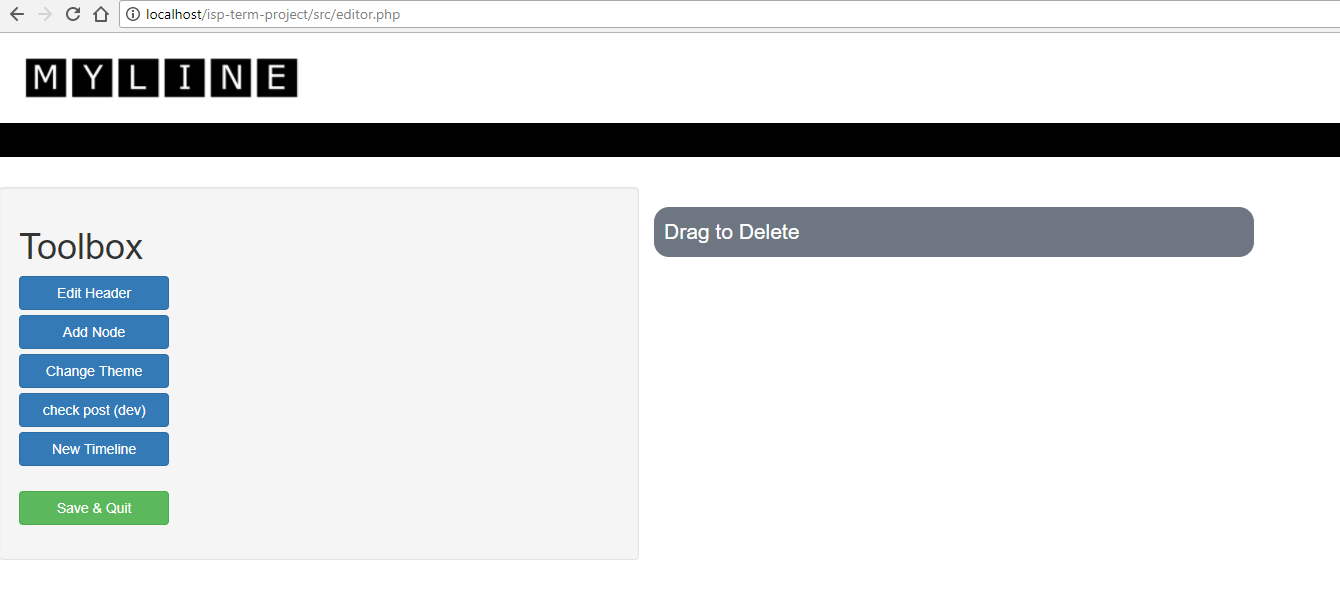 localhost/isp-term-project/src/editor.php
MYLINE
Toolbox
Edit Header
Add Node
Change Theme
check post (dev)
New Timeline
Save & Quit
Drag to Delete